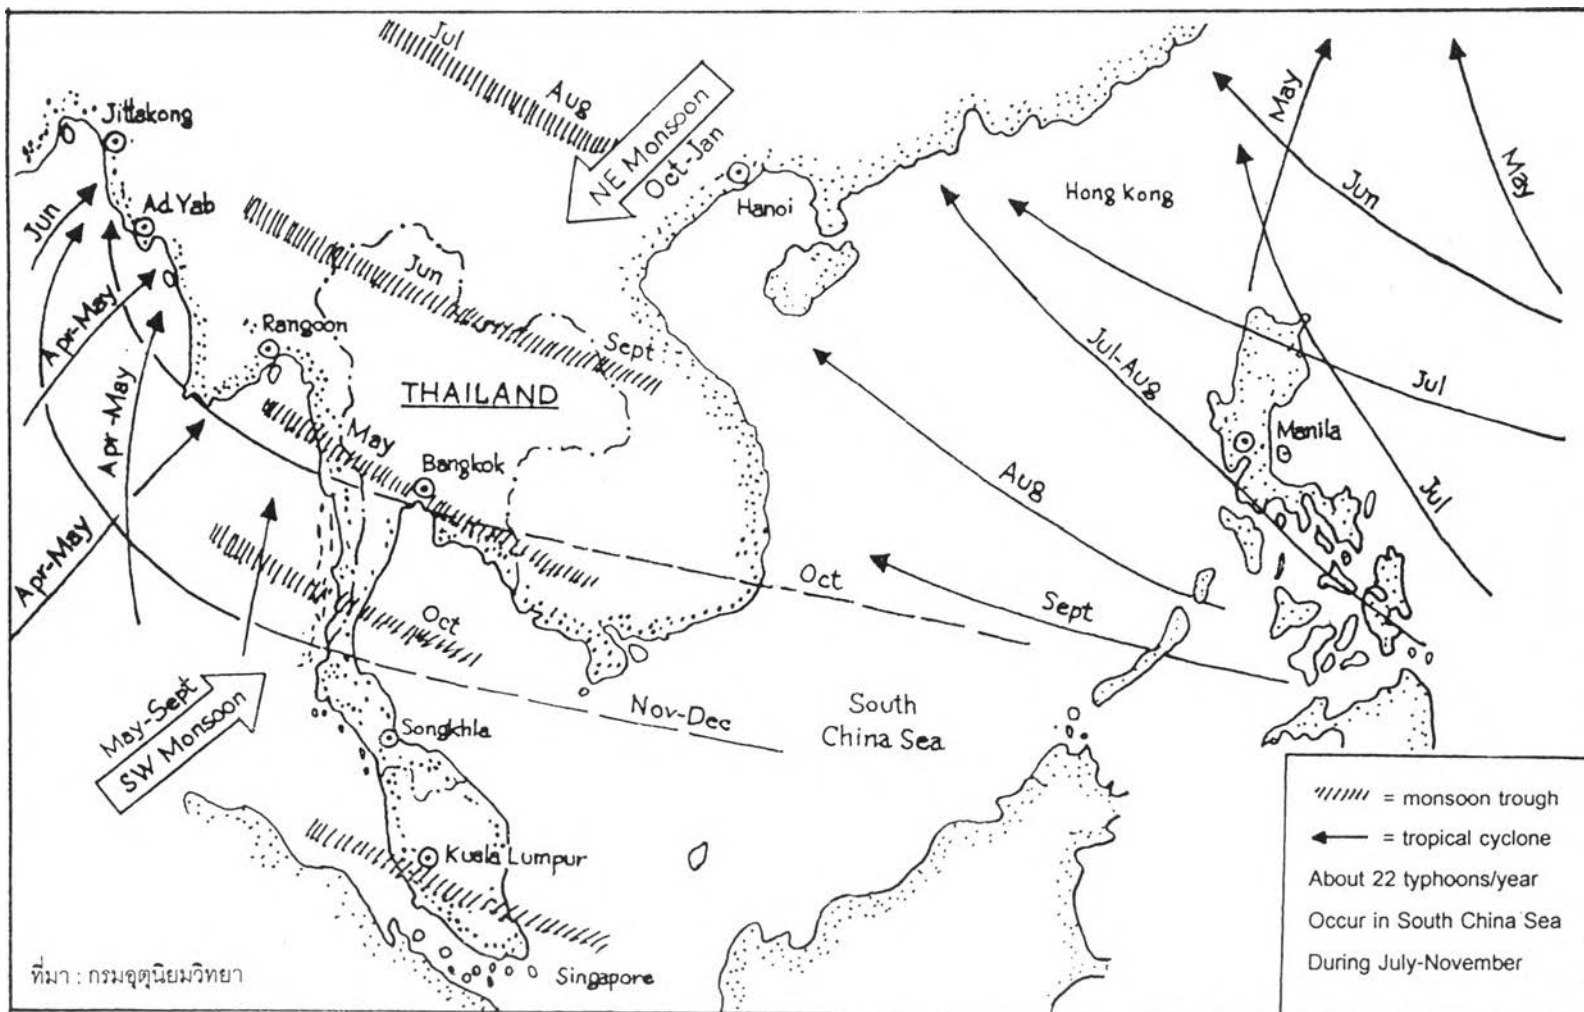 Jul
Aug
NE Monsoon
Oct-Jan
May
May
Jittakong
Jun
Ad Yab
Hanoi
Hong Kong
Jun
Jun
Apr-May
Rangoon
Sept
Jul-Aug
Jul
THAILAND
Apr-May
May
Bangkok
Manila
Aug
Jul
Apr-May
Oct
Oct
Sept
May-Sept
SW Monsoon
Nov-Dec
South
China Sea
Songkhla
Kuala Lumpur
Singapore
= monsoon trough
= tropical cyclone
About 22 typhoons/year
Occur in South China Sea
During July-November
ที่มา : กรมอุตุนิยมวิทยา